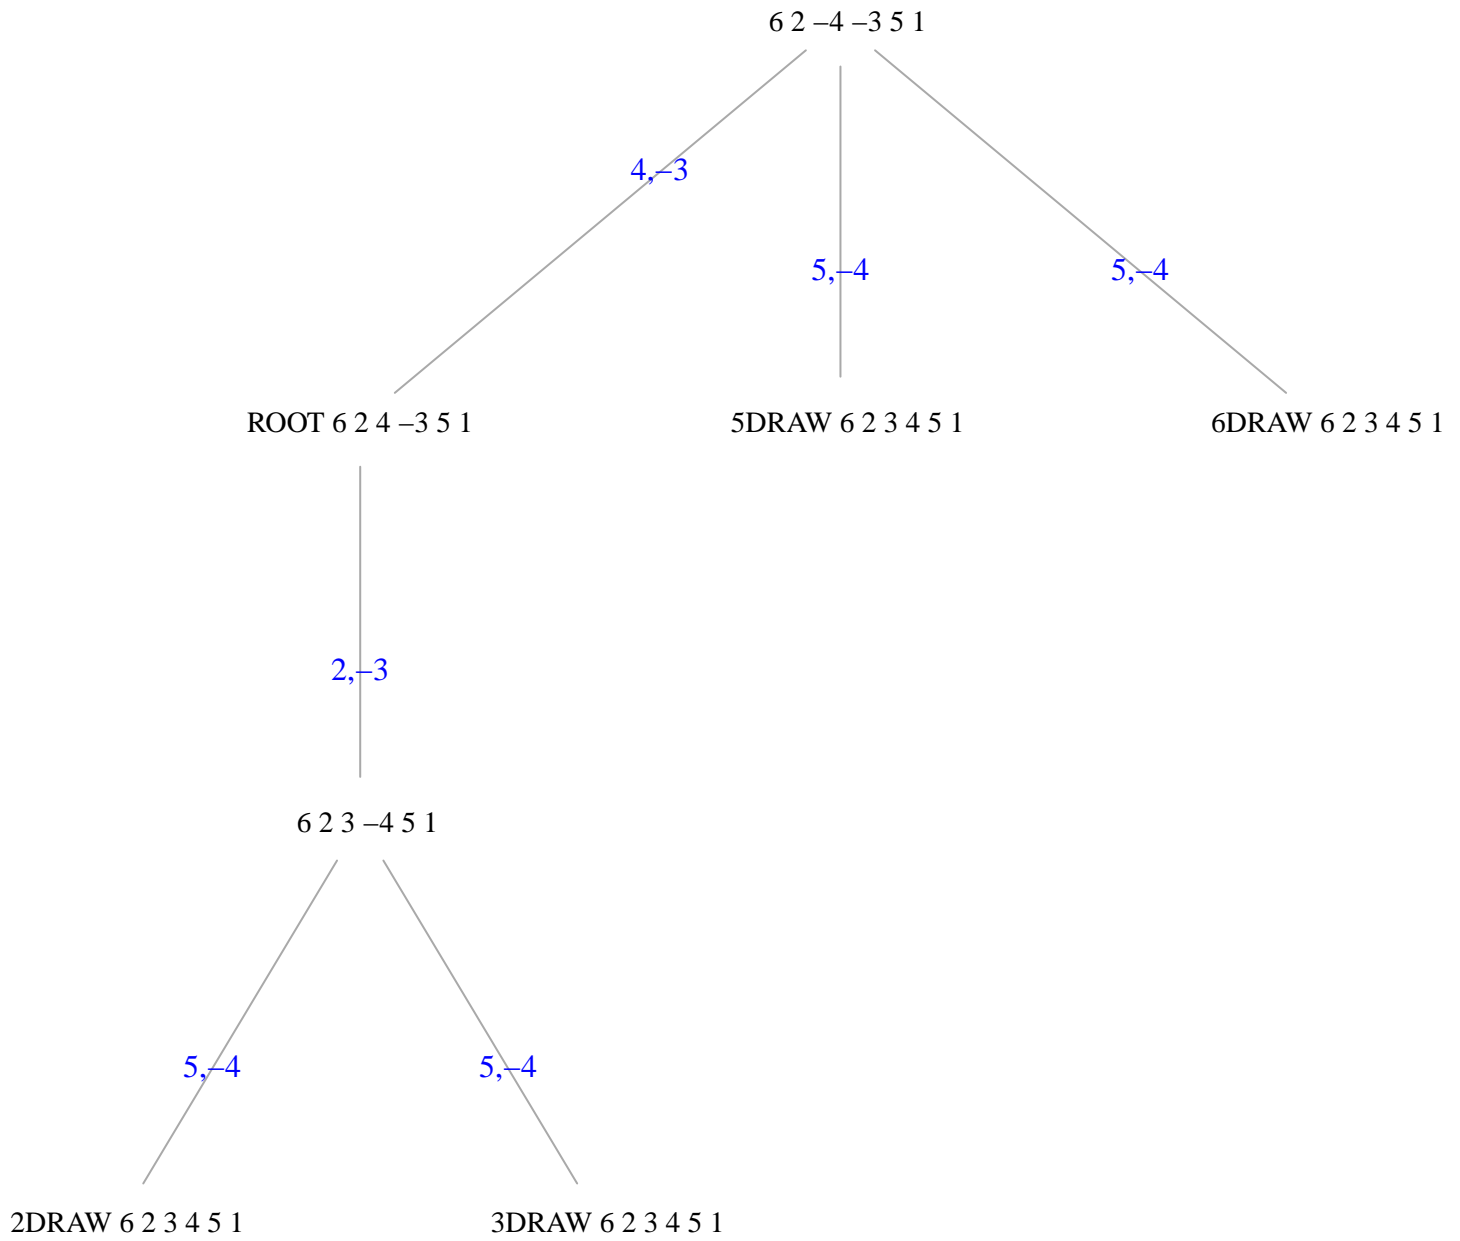 6 2 –4 –3 5 1
4,–3
5,–4
5,–4
ROOT 6 2 4 –3 5 1
5DRAW 6 2 3 4 5 1
6DRAW 6 2 3 4 5 1
2,–3
6 2 3 –4 5 1
5,–4
5,–4
2DRAW 6 2 3 4 5 1
3DRAW 6 2 3 4 5 1